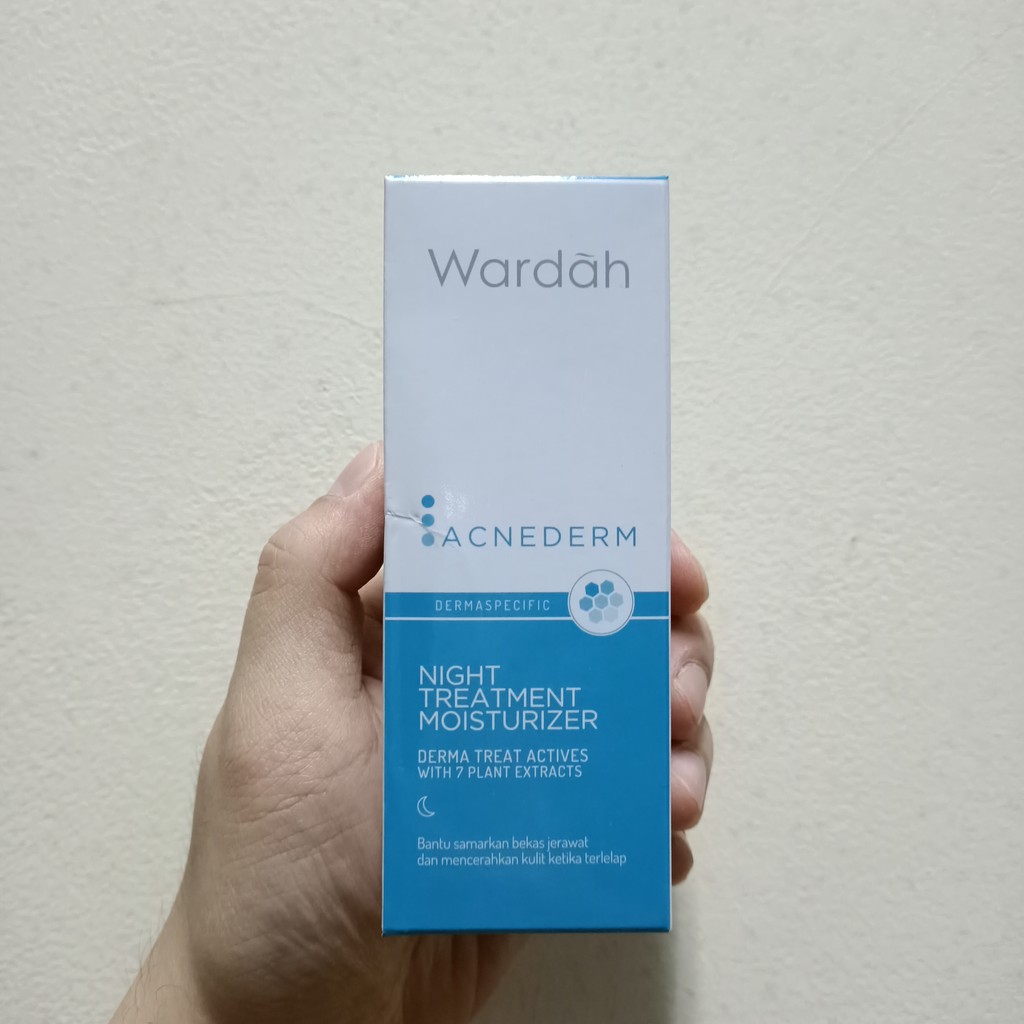 Wardãh
ACNEDERM
DERMASPECIFIC
NIGHT
TREATMENT
MOISTURIZER
DERMA TREAT ACTIVES
WITH 7 PLANT EXTRACTS
Bantu samarkan bekas jerawat
dan mencerahkan kulit ketika terlelap